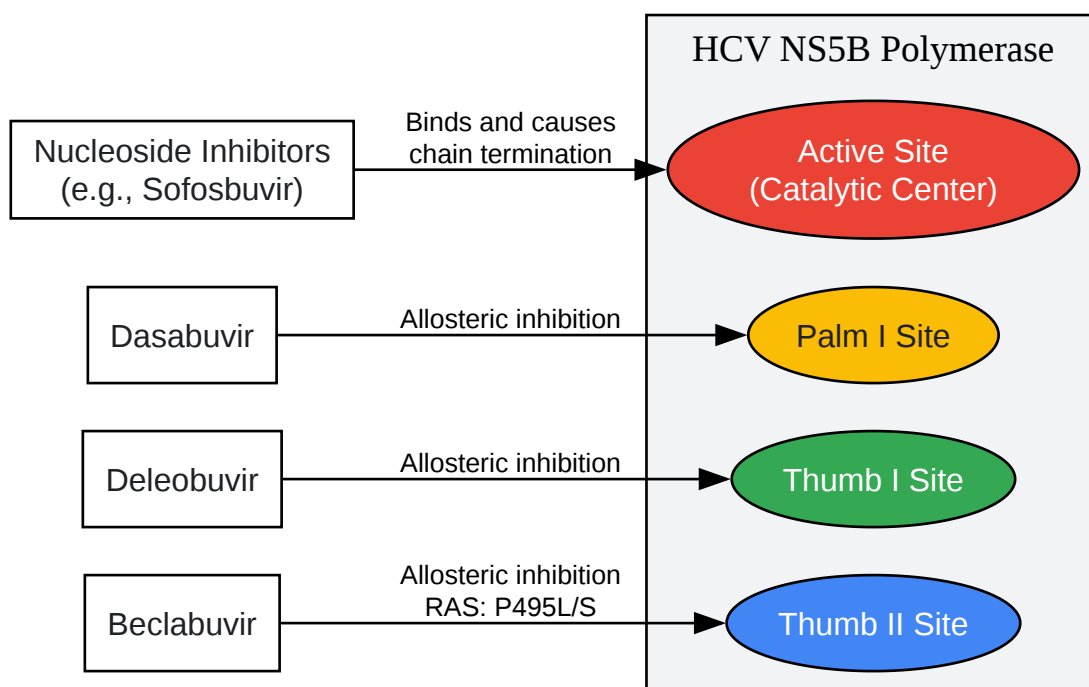 HCV NS5B Polymerase
Nucleoside Inhibitors
(e.g., Sofosbuvir)
Binds and causes
chain termination
Active Site
(Catalytic Center)
Dasabuvir
Allosteric inhibition
Palm I Site
Deleobuvir
Allosteric inhibition
Thumb I Site
Beclabuvir
Allosteric inhibition
RAS: P495L/S
Thumb II Site